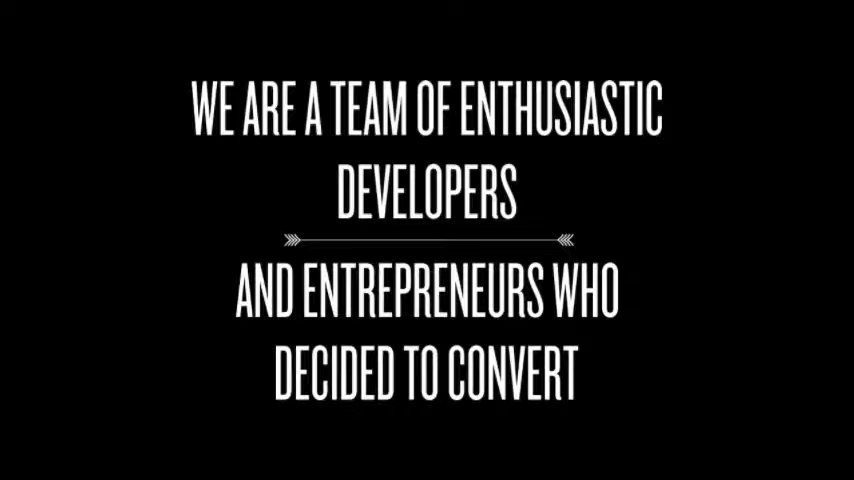 WE ARE A TEAM OF ENTHUSIASTIC
DEVELOPERS
AND ENTREPRENEURS WHO
DECIDED TO CONVERT